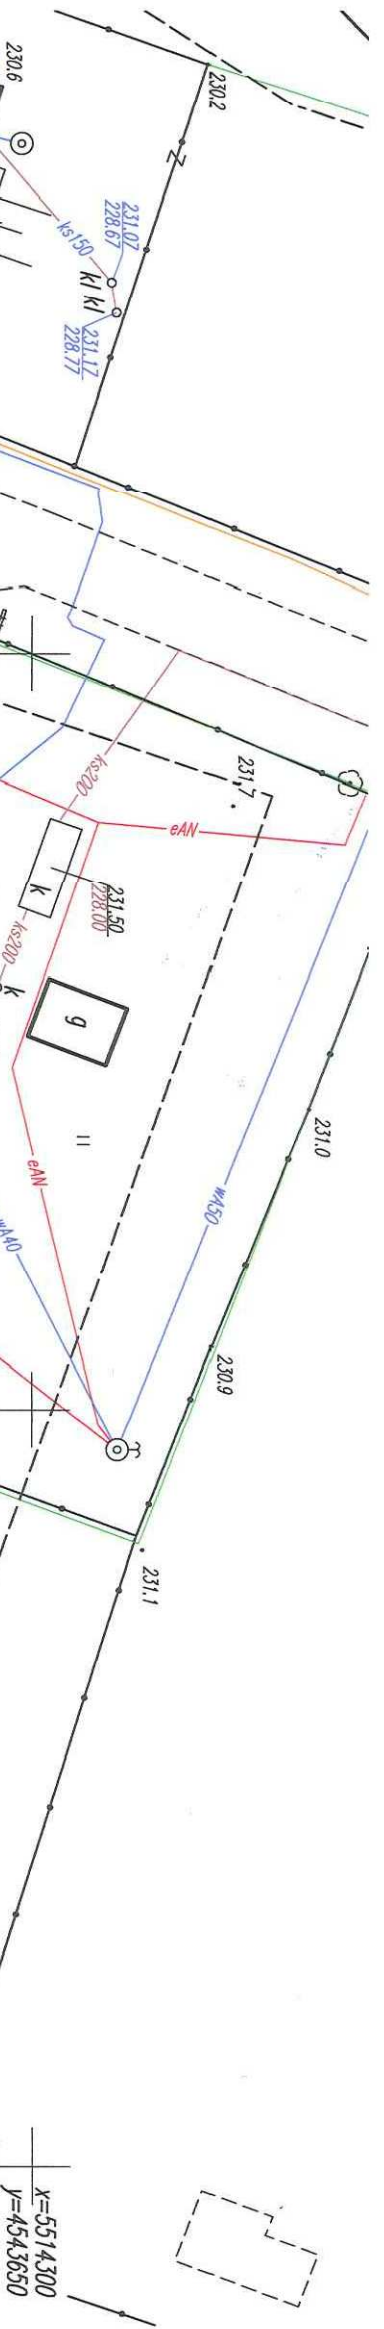 230.6
230.2
231.07
228.67
ks150
kl kl
231.17
228.77
231.7
ks200
eAN
231.50
228.00
k
ks200
k
g
231.0
wA50
eAN
wA40
230.9
231.1
x=5514300
y=4543650